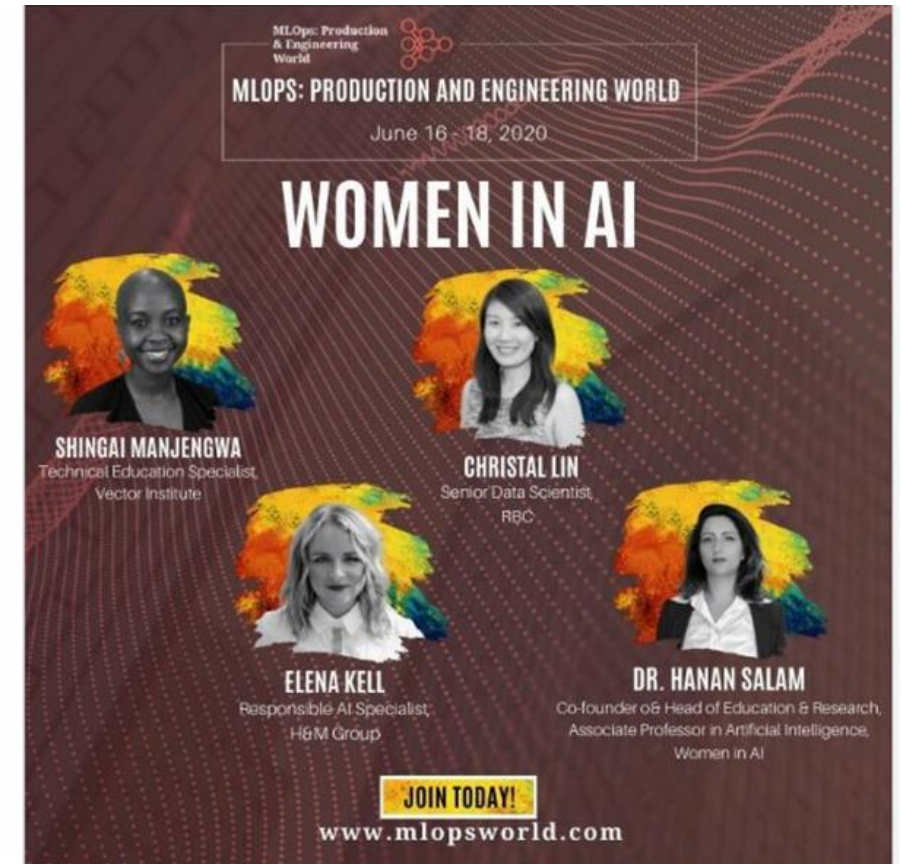 MLOps: Production
& Engineering
World
MLOPS: PRODUCTION AND ENGINEERING WORLD
June 16 - 18, 2020
WOMEN IN AI
SHINGAI MANJENGWA
Technical Education Specialist,
Vector Institute
CHRISTAL LIN
Senior Data Scientist,
RBC
ELENA KELL
Responsible AI Specialist,
H&M Group
DR. HANAN SALAM
Co-founder o& Head of Education & Research,
Associate Professor in Artificial Intelligence,
Women in AI
JOIN TODAY!
www.mlopsworld.com